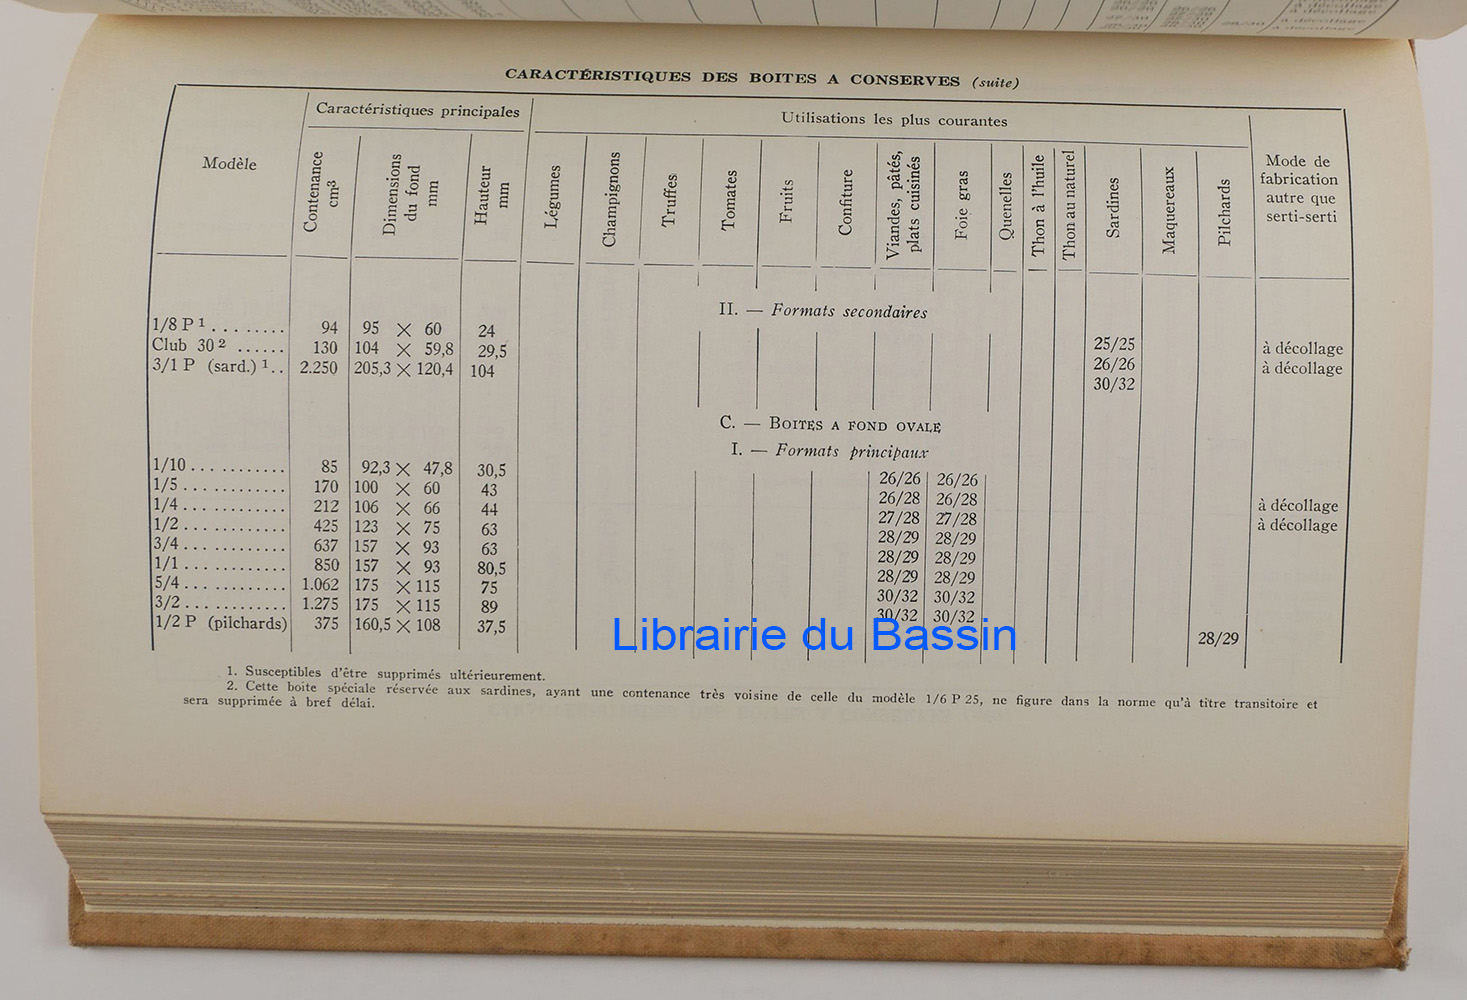 CARACTÉRISTIQUES DES BOITES A CONSERVES (suite)
Modèle
Caractéristiques principales
Contenance cm³
Dimensions du fond mm
Hauteur mm
Utilisations les plus courantes
Légumes
Champignons
Truffes
Tomates
Fruits
Confiture
Viandes, pâtés, plats cuisinés
Foie gras
Quenelles
Thon à l'huile
Thon au naturel
Sardines
Maquereaux
Pilchards
Mode de
fabrication
autre que
serti-serti
II. — Formats secondaires
1/8 P 1 ........ 94 95 × 60 24 25/25 à décollage
Club 30 2 ...... 130 104 × 59,8 29,5 26/26 à décollage
3/1 P (sard.) 1.. 2.250 205,3 × 120,4 104 30/32
C. — BOITES A FOND OVALE
I. — Formats principaux
1/10 ........... 85 92,3 × 47,8 30,5 26/26 26/26
1/5 ............ 170 100 × 60 43 26/28 26/28 à décollage
1/4 ............ 212 106 × 66 44 27/28 27/28 à décollage
1/2 ............ 425 123 × 75 63 28/29 28/29
3/4 ............ 637 157 × 93 63 28/29 28/29
1/1 ............ 850 157 × 93 80,5 28/29 28/29
5/4 ............ 1.062 175 × 115 75 30/32 30/32
3/2 ............ 1.275 175 × 115 89 30/32 30/32
1/2 P (pilchards) 375 160,5 × 108 37,5 28/29
Librairie du Bassin
1. Susceptibles d'être supprimés ultérieurement.
2. Cette boite spéciale réservée aux sardines, ayant une contenance très voisine de celle du modèle 1/6 P 25, ne figure dans la norme qu'à titre transitoire et
sera supprimée à bref délai.